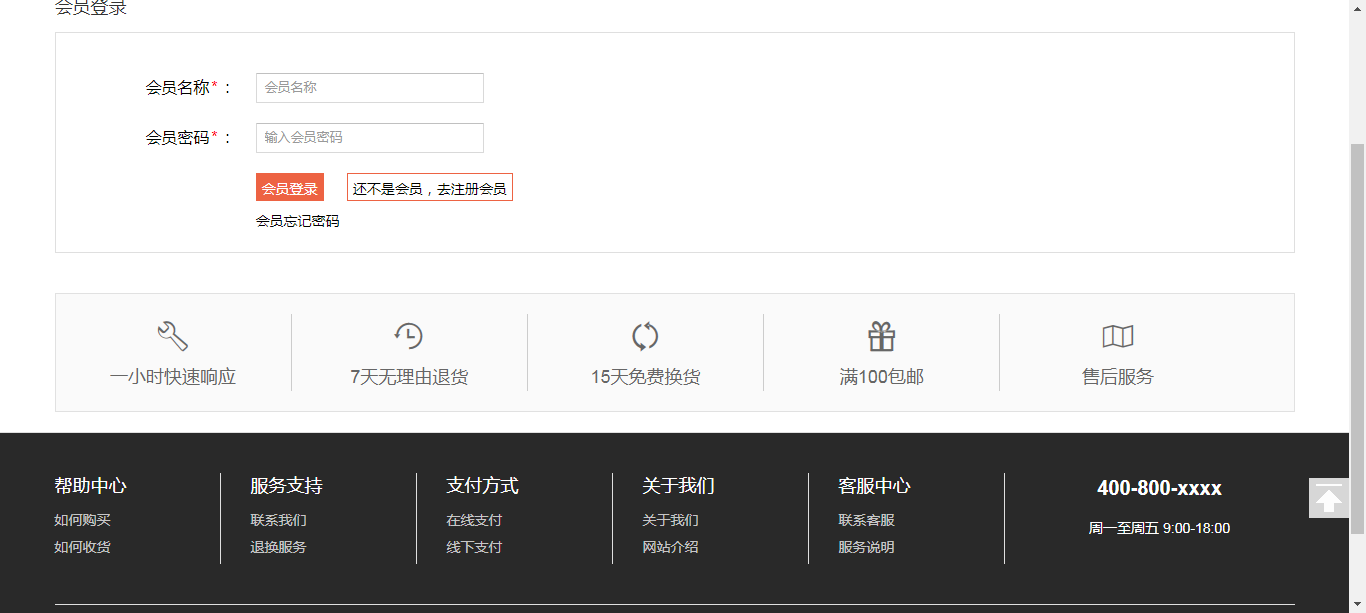 会员登录
会员名称*： 会员名称
会员密码*： 输入会员密码
会员登录 还不是会员，去注册会员
会员忘记密码
一小时快速响应 7天无理由退货 15天免费换货 满100包邮 售后服务
帮助中心 服务支持 支付方式 关于我们 客服中心 400-800-xxxx
如何购买 联系我们 在线支付 关于我们 联系客服 周一至周五 9:00-18:00
如何收货 退换服务 线下支付 网站介绍 服务说明